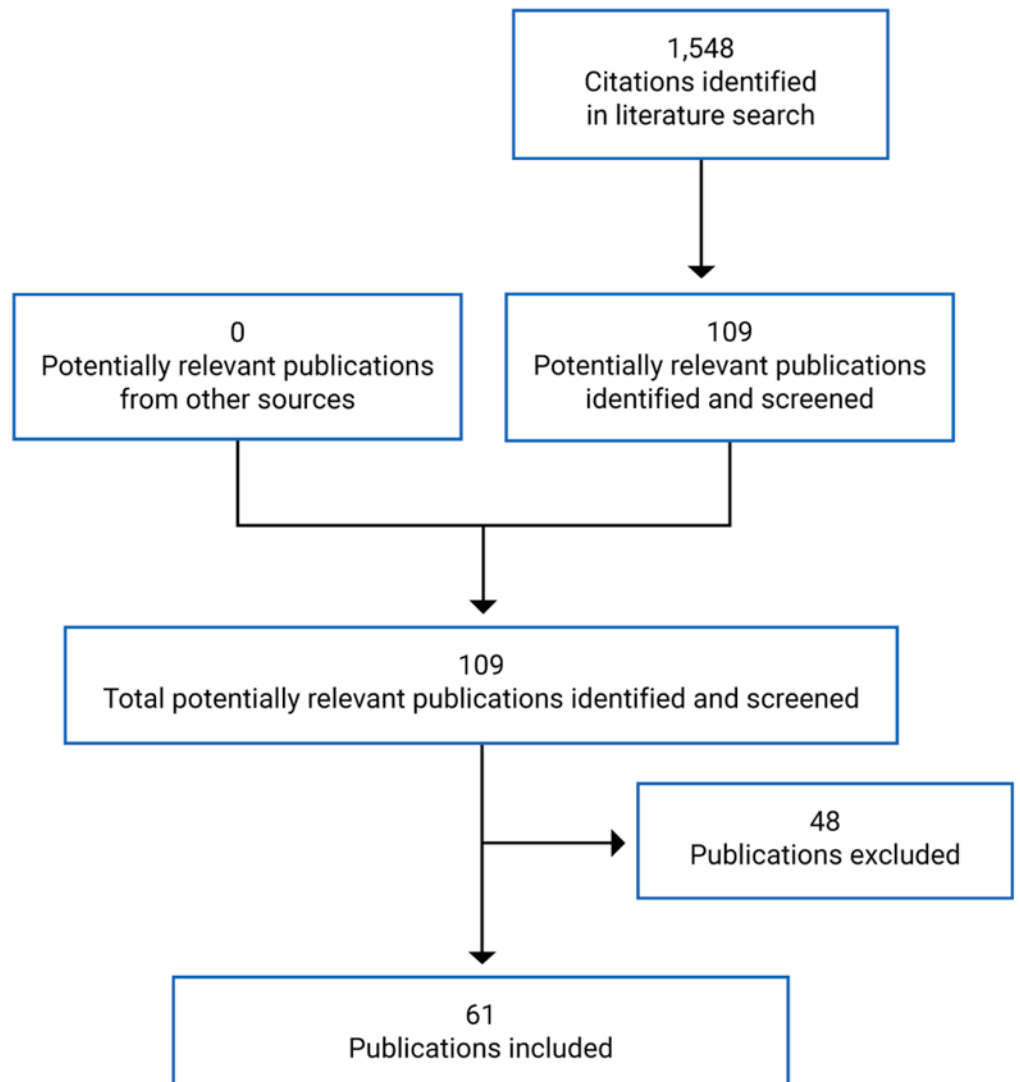 1,548
Citations identified
in literature search
0
Potentially relevant publications
from other sources
109
Potentially relevant publications
identified and screened
109
Total potentially relevant publications identified and screened
48
Publications excluded
61
Publications included